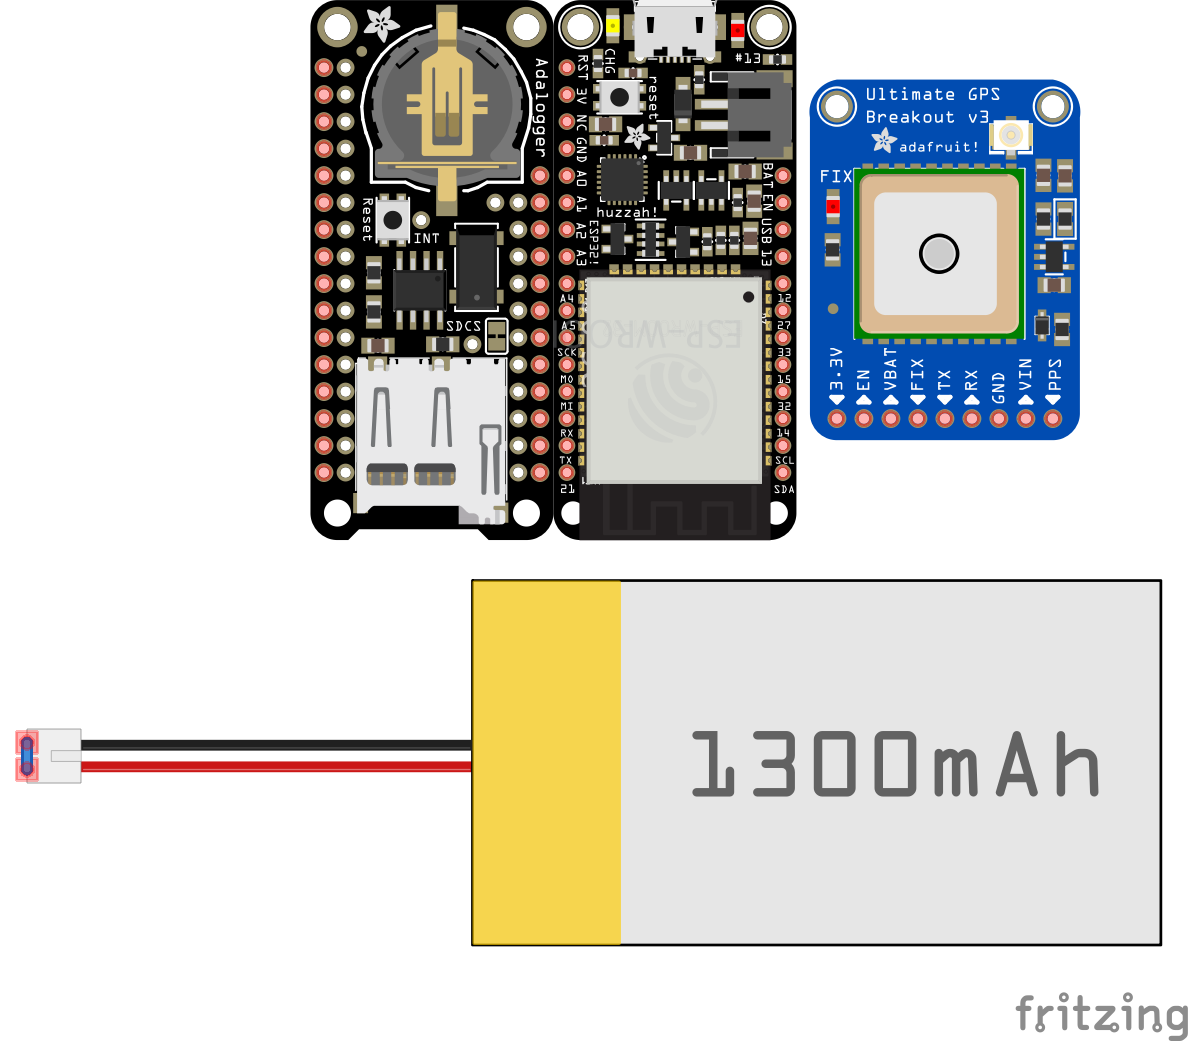 Adalogger
Reset
INT
SDCS
CHG
#13
reset
RST
3V
NC
GND
A0
A1
A2
A3
huzzah!
ESP32!
BAT
EN
USB
13
A4
A5
SCK
MO
MI
RX
TX
21
12
27
33
15
32
14
SCL
SDA
ESP-WRO
Ultimate GPS
Breakout v3
adafruit!
FIX
3.3V
EN
VBAT
FIX
TX
RX
GND
VIN
PPS
1300mAh
fritzing